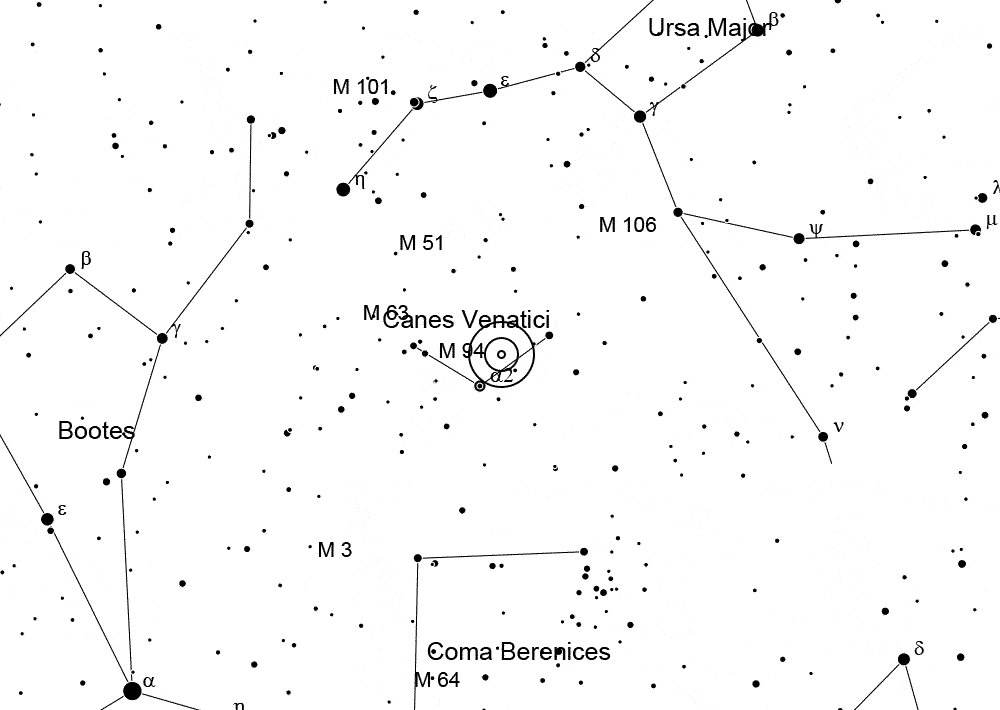 β
Ursa Major
δ
ε
M 101
ζ
γ
η
λ
μ
M 106
ψ
M 51
β
M 63
Canes Venatici
γ
M 94
α2
Bootes
ν
ε
M 3
Coma Berenices
δ
M 64
α
η